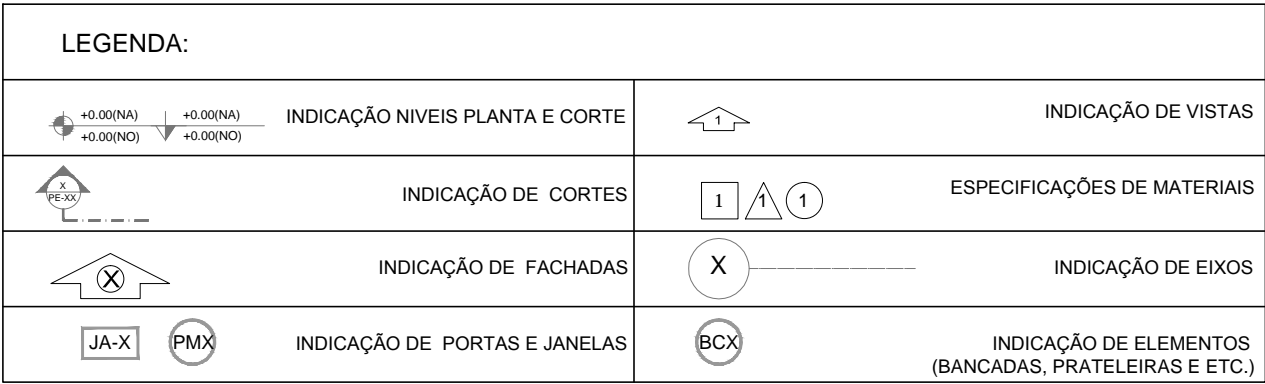 LEGENDA:
+0.00(NA) +0.00(NA) INDICAÇÃO NIVEIS PLANTA E CORTE
+0.00(NO) +0.00(NO)
1 INDICAÇÃO DE VISTAS
X
PE-XX
INDICAÇÃO DE CORTES
1 1 1 ESPECIFICAÇÕES DE MATERIAIS
X INDICAÇÃO DE FACHADAS
X INDICAÇÃO DE EIXOS
JA-X PMX INDICAÇÃO DE PORTAS E JANELAS
BCX INDICAÇÃO DE ELEMENTOS
(BANCADAS, PRATELEIRAS E ETC.)